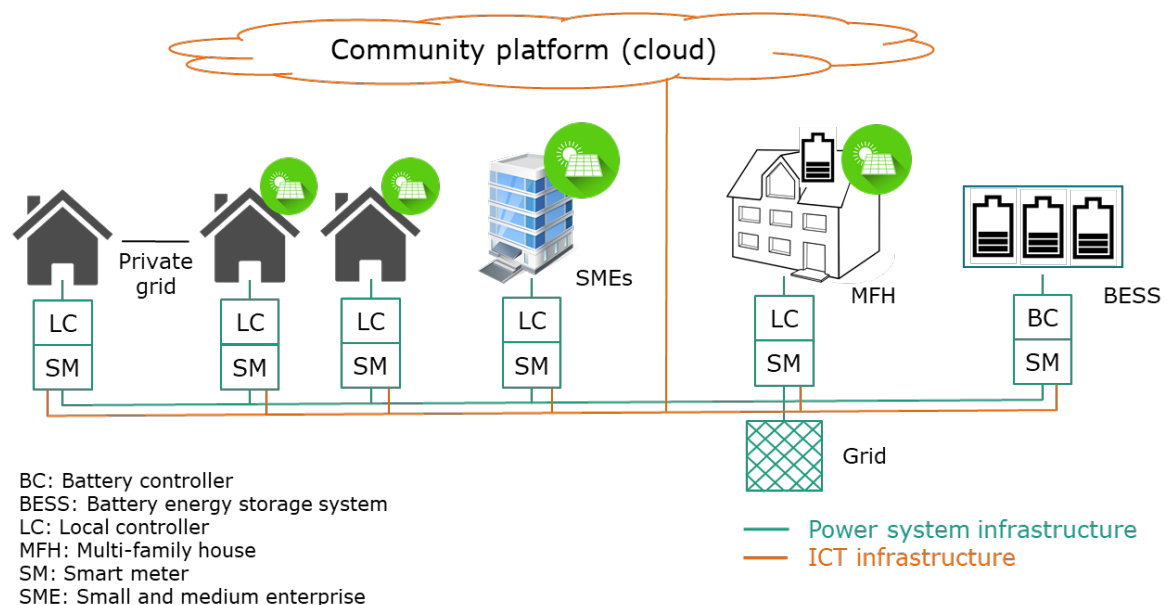 Community platform (cloud)
Private
grid
SMEs
MFH
BESS
LC
LC
LC
LC
LC
BC
SM
SM
SM
SM
SM
SM
Grid
BC: Battery controller
BESS: Battery energy storage system
LC: Local controller
MFH: Multi-family house
SM: Smart meter
SME: Small and medium enterprise
Power system infrastructure
ICT infrastructure